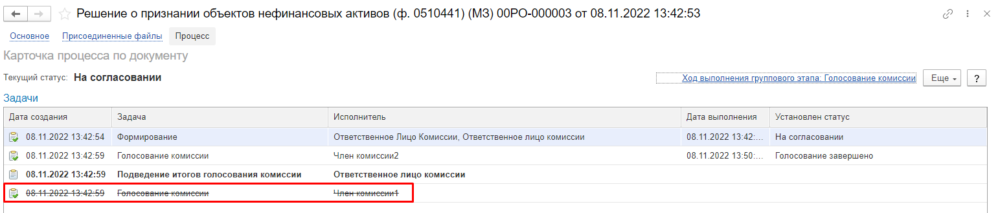 Решение о признании объектов нефинансовых активов (ф. 0510441) (МЗ) 00РО-000003 от 08.11.2022 13:42:53
Основное Присоединенные файлы Процесс
Карточка процесса по документу
Текущий статус: На согласовании Ход выполнения группового этапа: Голосование комиссии Еще ?
Задачи
Дата создания Задача Исполнитель Дата выполнения Установлен статус
08.11.2022 13:42:54 Формирование Ответственное Лицо Комиссии, Ответственное лицо комиссии 08.11.2022 13:42:... На согласовании
08.11.2022 13:42:59 Голосование комиссии Член комиссии2 08.11.2022 13:50:... Голосование завершено
08.11.2022 13:42:59 Подведение итогов голосования комиссии Ответственное лицо комиссии
08.11.2022 13:42:59 Голосование комиссии Член комиссии1